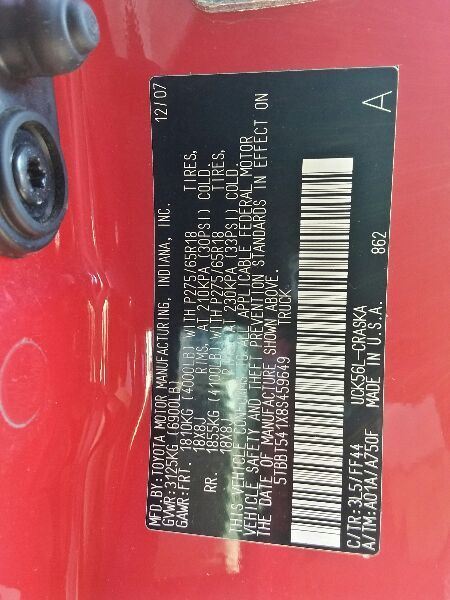 MFD.BY:TOYOTA MOTOR MANUFACTURING, INDIANA, INC. 12/07
GVWR:3125KG (6900LB)
GAWR:FRT. 1810KG (4000LB) WITH P275/65R18 TIRES,
18X8J RIMS, AT 210KPA (30PSI) COLD.
RR. 1855KG (4100LB) WITH P275/65R18 TIRES,
18X8J AT 230KPA (33PSI) COLD.
THIS VEHICLE CONFORMS TO ALL APPLICABLE FEDERAL MOTOR
VEHICLE SAFETY AND THEFT PREVENTION STANDARDS IN EFFECT ON
THE DATE OF MANUFACTURE SHOWN ABOVE.
5TBBT541X8S459649 TRUCK
C/TR:3L5/FF44 UCK56L-CRASKA 862
A/TM:A01A/A750F MADE IN U.S.A. A